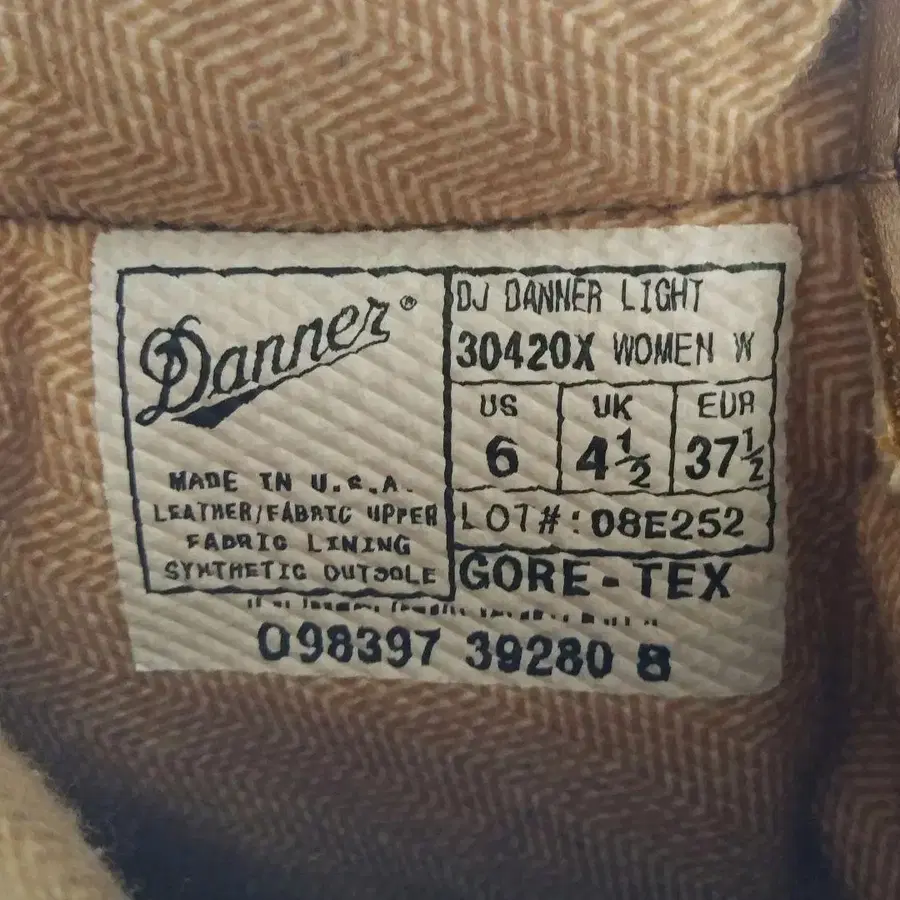 Danner®
MADE IN U.S.A.
LEATHER/FABRIC UPPER
FABRIC LINING
SYNTHETIC OUTSOLE
DJ DANNER LIGHT
30420X WOMEN W
US UK EUR
6 4½ 37½
LOT#:08E252
GORE-TEX
098397 39280 8